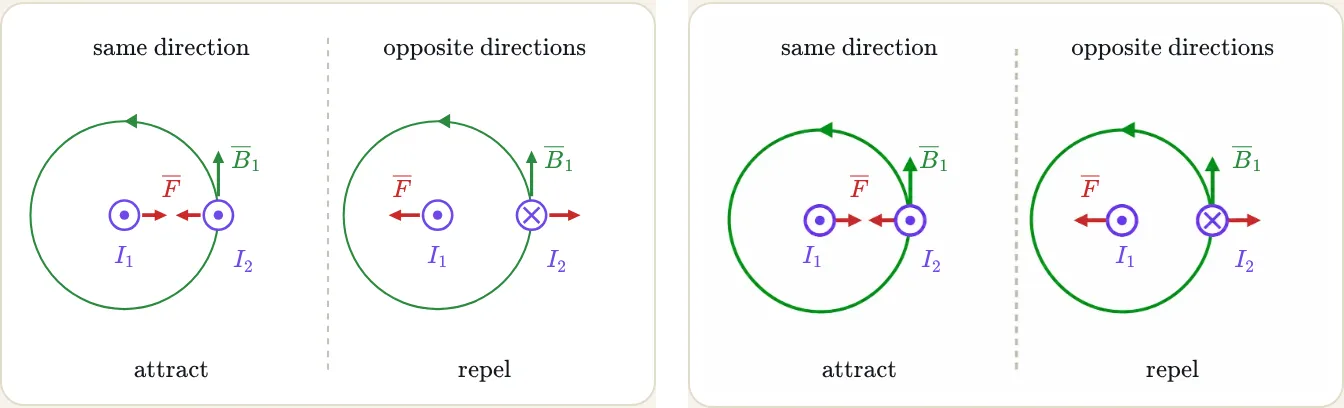 same direction
opposite directions
B̅₁
B̅₁
F̅
F̅
I₁
I₂
I₁
I₂
attract
repel
same direction
opposite directions
B̅₁
B̅₁
F̅
F̅
I₁
I₂
I₁
I₂
attract
repel